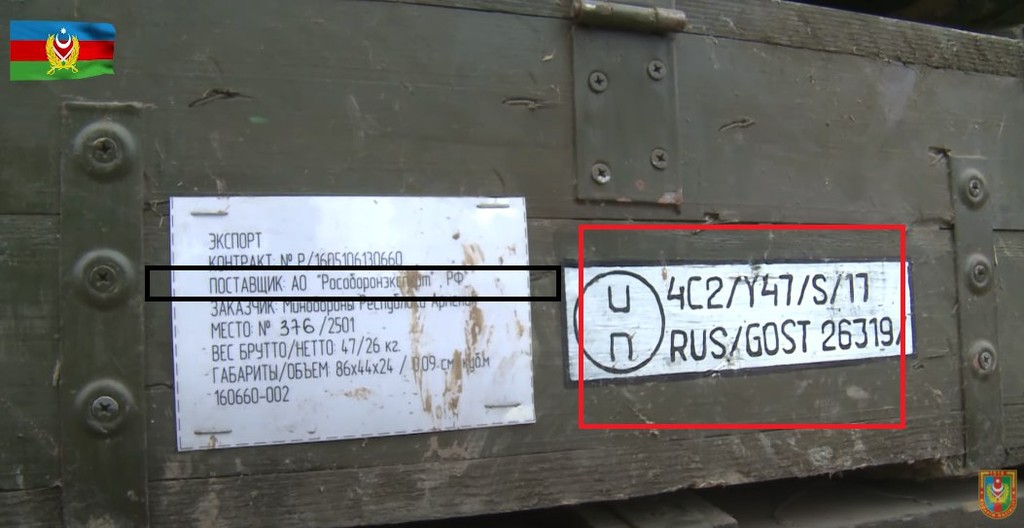 ЭКСПОРТ
КОНТРАКТ: № Р/1605106130660
ПОСТАВЩИК: АО "Рособоронэкспорт" РФ
ЗАКАЗЧИК: Минобороны Республики Армения
МЕСТО: № 376/2501
ВЕС БРУТТО/НЕТТО: 47/26 кг.
ГАБАРИТЫ/ОБЪЕМ: 86х44х24 / 0.09 см/куб.м
160660-002
u n
4C2/Y47/S/17
RUS/GOST 26319/